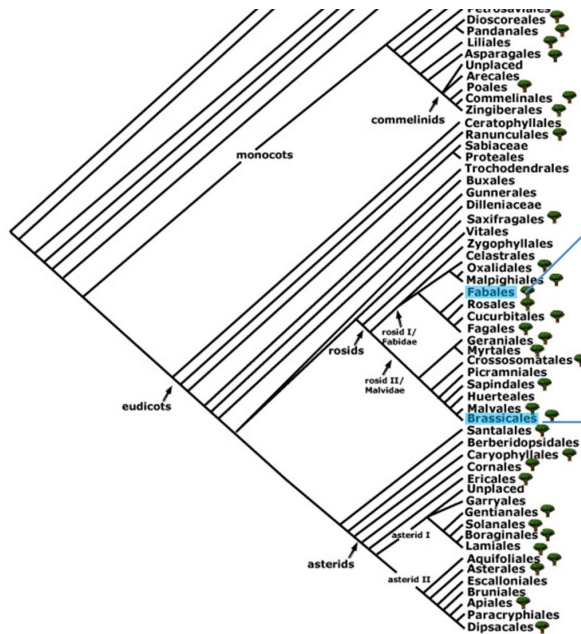 Petrosaviales
Dioscoreales
Pandanales
Liliales
Asparagales
Unplaced
Arecales
Poales
Commelinales
Zingiberales
commelinids
Ceratophyllales
Ranunculales
Sabiaceae
monocots
Proteales
Trochodendrales
Buxales
Gunnerales
Dilleniaceae
Saxifragales
Vitales
Zygophyllales
Celastrales
Oxalidales
Malpighiales
Fabales
Rosales
Cucurbitales
Fagales
rosid I/
Fabidae
rosids
Geraniales
Myrtales
Crossosomatales
Picramniales
rosid II/
Malvidae
Sapindales
Huerteales
Malvales
Brassicales
eudicots
Santalales
Berberidopsidales
Caryophyllales
Cornales
Ericales
Unplaced
Garryales
Gentianales
Solanales
Boraginales
Lamiales
asterid I
asterids
Aquifoliales
Asterales
Escalloniales
asterid II
Bruniales
Apiales
Paracryphiales
Dipsacales